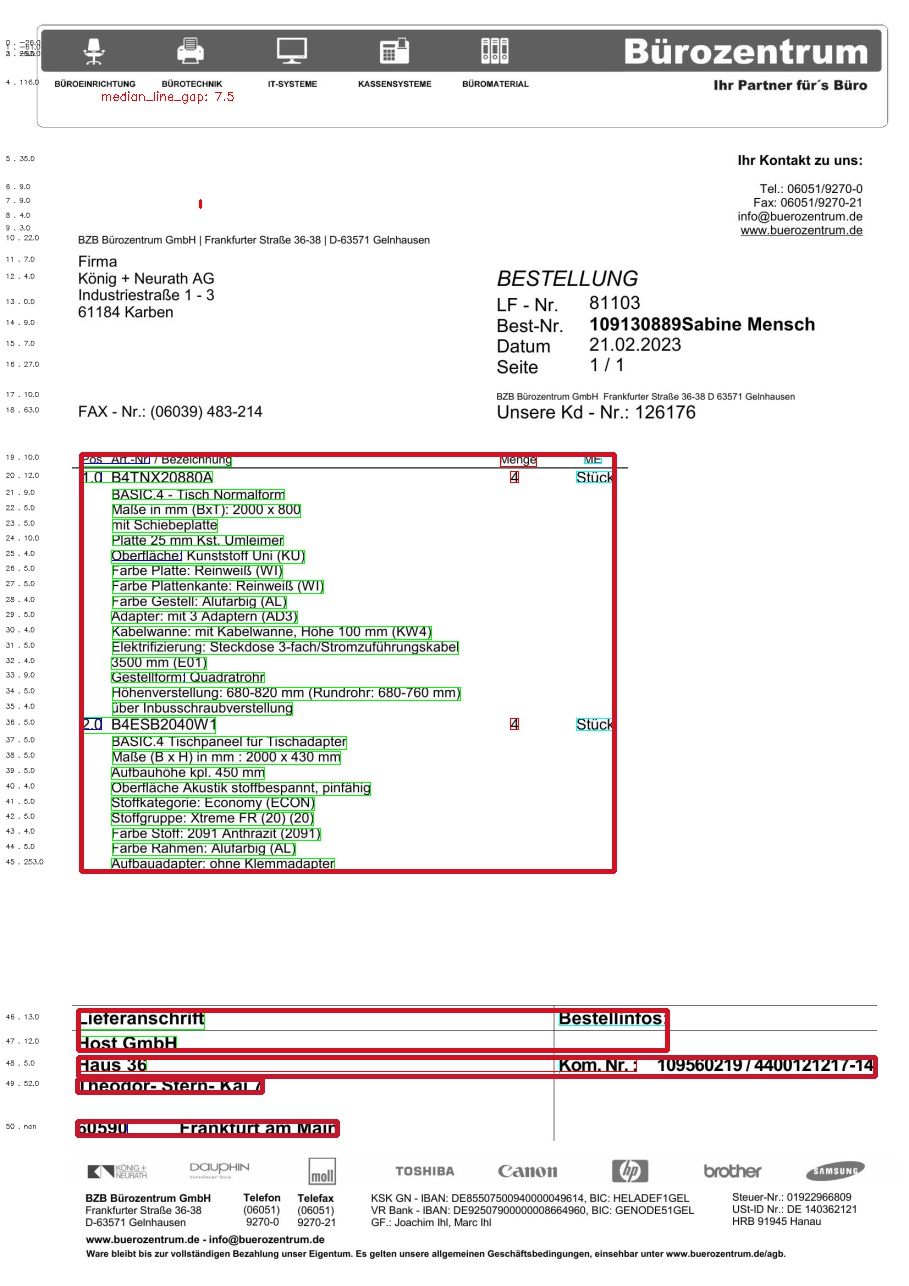 Bürozentrum
BÜROEINRICHTUNG BÜROTECHNIK IT-SYSTEME KASSENSYSTEME BÜROMATERIAL
Ihr Partner für´s Büro
4 . 116.0
median_line_gap: 7.5
5 . 35.0
Ihr Kontakt zu uns:
6 . 9.0
Tel.: 06051/9270-0
7 . 9.0
Fax: 06051/9270-21
8 . 4.0
info@buerozentrum.de
9 . 3.0
www.buerozentrum.de
10 . 22.0
BZB Bürozentrum GmbH | Frankfurter Straße 36-38 | D-63571 Gelnhausen
11 . 7.0
Firma
12 . 4.0
König + Neurath AG
BESTELLUNG
Industriestraße 1 - 3
13 . 0.0
LF - Nr. 81103
61184 Karben
14 . 9.0
Best-Nr. 109130889Sabine Mensch
15 . 7.0
Datum 21.02.2023
16 . 27.0
Seite 1 / 1
17 . 10.0
BZB Bürozentrum GmbH Frankfurter Straße 36-38 D 63571 Gelnhausen
18 . 63.0
FAX - Nr.: (06039) 483-214
Unsere Kd - Nr.: 126176
19 . 10.0
Pos Art.-Nr. / Bezeichnung Menge ME
20 . 12.0
1.0 B4TNX20880A 4 Stück
21 . 9.0
BASIC.4 - Tisch Normalform
22 . 5.0
Maße in mm (BxT): 2000 x 800
23 . 5.0
mit Schiebeplatte
24 . 10.0
Platte 25 mm Kst. Umleimer
25 . 4.0
Oberfläche: Kunststoff Uni (KU)
26 . 5.0
Farbe Platte: Reinweiß (WI)
27 . 5.0
Farbe Plattenkante: Reinweiß (WI)
28 . 4.0
Farbe Gestell: Alufarbig (AL)
29 . 5.0
Adapter: mit 3 Adaptern (AD3)
30 . 4.0
Kabelwanne: mit Kabelwanne, Höhe 100 mm (KW4)
31 . 5.0
Elektrifizierung: Steckdose 3-fach/Stromzuführungskabel
32 . 4.0
3500 mm (E01)
33 . 9.0
Gestellform: Quadratrohr
34 . 5.0
Höhenverstellung: 680-820 mm (Rundrohr: 680-760 mm)
35 . 4.0
über Inbusschraubverstellung
36 . 5.0
2.0 B4ESB2040W1 4 Stück
37 . 5.0
BASIC.4 Tischpaneel für Tischadapter
38 . 5.0
Maße (B x H) in mm : 2000 x 430 mm
39 . 5.0
Aufbauhöhe kpl. 450 mm
40 . 4.0
Oberfläche Akustik stoffbespannt, pinfähig
41 . 5.0
Stoffkategorie: Economy (ECON)
42 . 5.0
Stoffgruppe: Xtreme FR (20) (20)
43 . 4.0
Farbe Stoff: 2091 Anthrazit (2091)
44 . 5.0
Farbe Rahmen: Alufarbig (AL)
45 . 253.0
Aufbauadapter: ohne Klemmadapter
46 . 13.0
Lieferanschrift Bestellinfos:
47 . 12.0
Host GmbH
48 . 5.0
Haus 36 Kom. Nr. : 109560219 / 4400121217-14
49 . 52.0
Theodor- Stern- Kai 7
50 . nan
60590 Frankfurt am Main
KÖNIG + NEURATH DAUPHIN moll TOSHIBA Canon hp brother SAMSUNG
BZB Bürozentrum GmbH Telefon Telefax KSK GN - IBAN: DE85507500940000049614, BIC: HELADEF1GEL Steuer-Nr.: 01922966809
Frankfurter Straße 36-38 (06051) (06051) VR Bank - IBAN: DE92507900000008664960, BIC: GENODE51GEL USt-ID Nr.: DE 140362121
D-63571 Gelnhausen 9270-0 9270-21 GF.: Joachim Ihl, Marc Ihl HRB 91945 Hanau
www.buerozentrum.de - info@buerozentrum.de
Ware bleibt bis zur vollständigen Bezahlung unser Eigentum. Es gelten unsere allgemeinen Geschäftsbedingungen, einsehbar unter www.buerozentrum.de/agb.